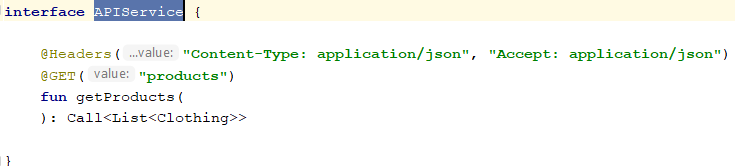 interface APIService {
@Headers( ...value: "Content-Type: application/json", "Accept: application/json")
@GET( value: "products")
fun getProducts(
): Call<List<Clothing>>
}